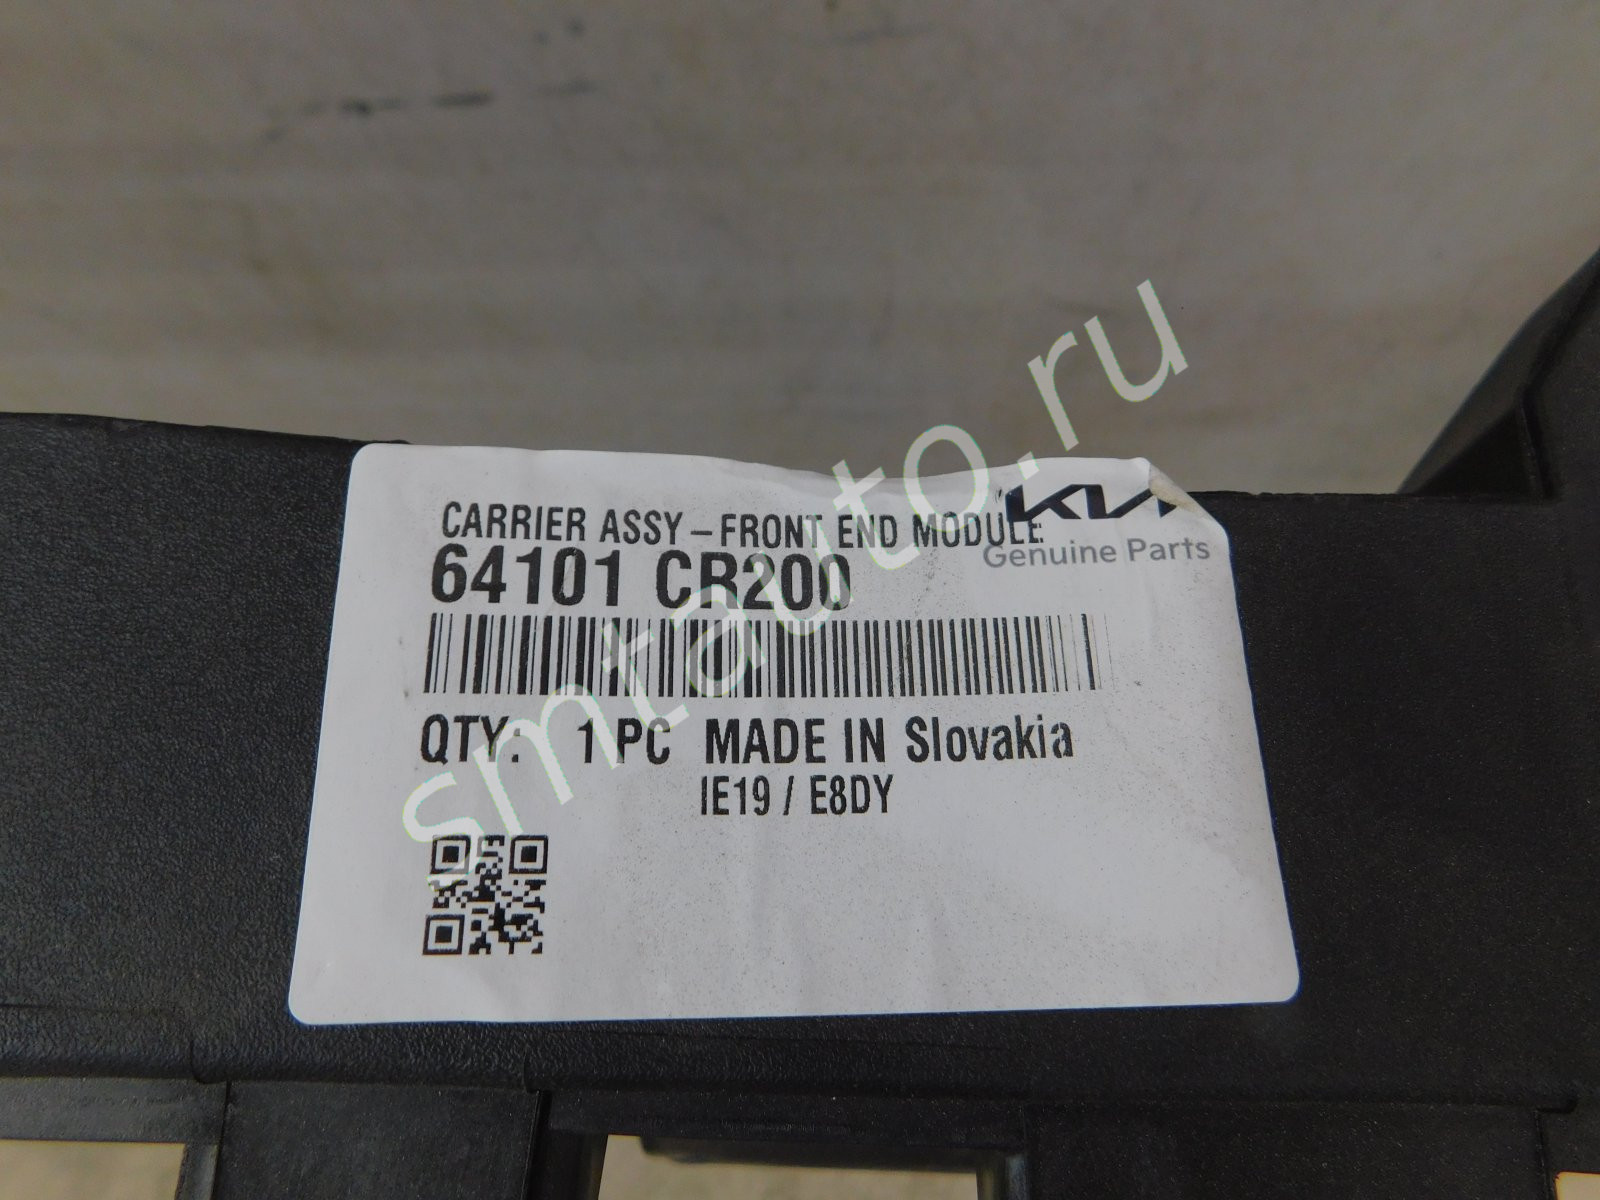 CARRIER ASSY-FRONT END MODULE
KIA
Genuine Parts
64101 CR200
QTY: 1 PC MADE IN Slovakia
IE19 / E8DY
smtauto.ru